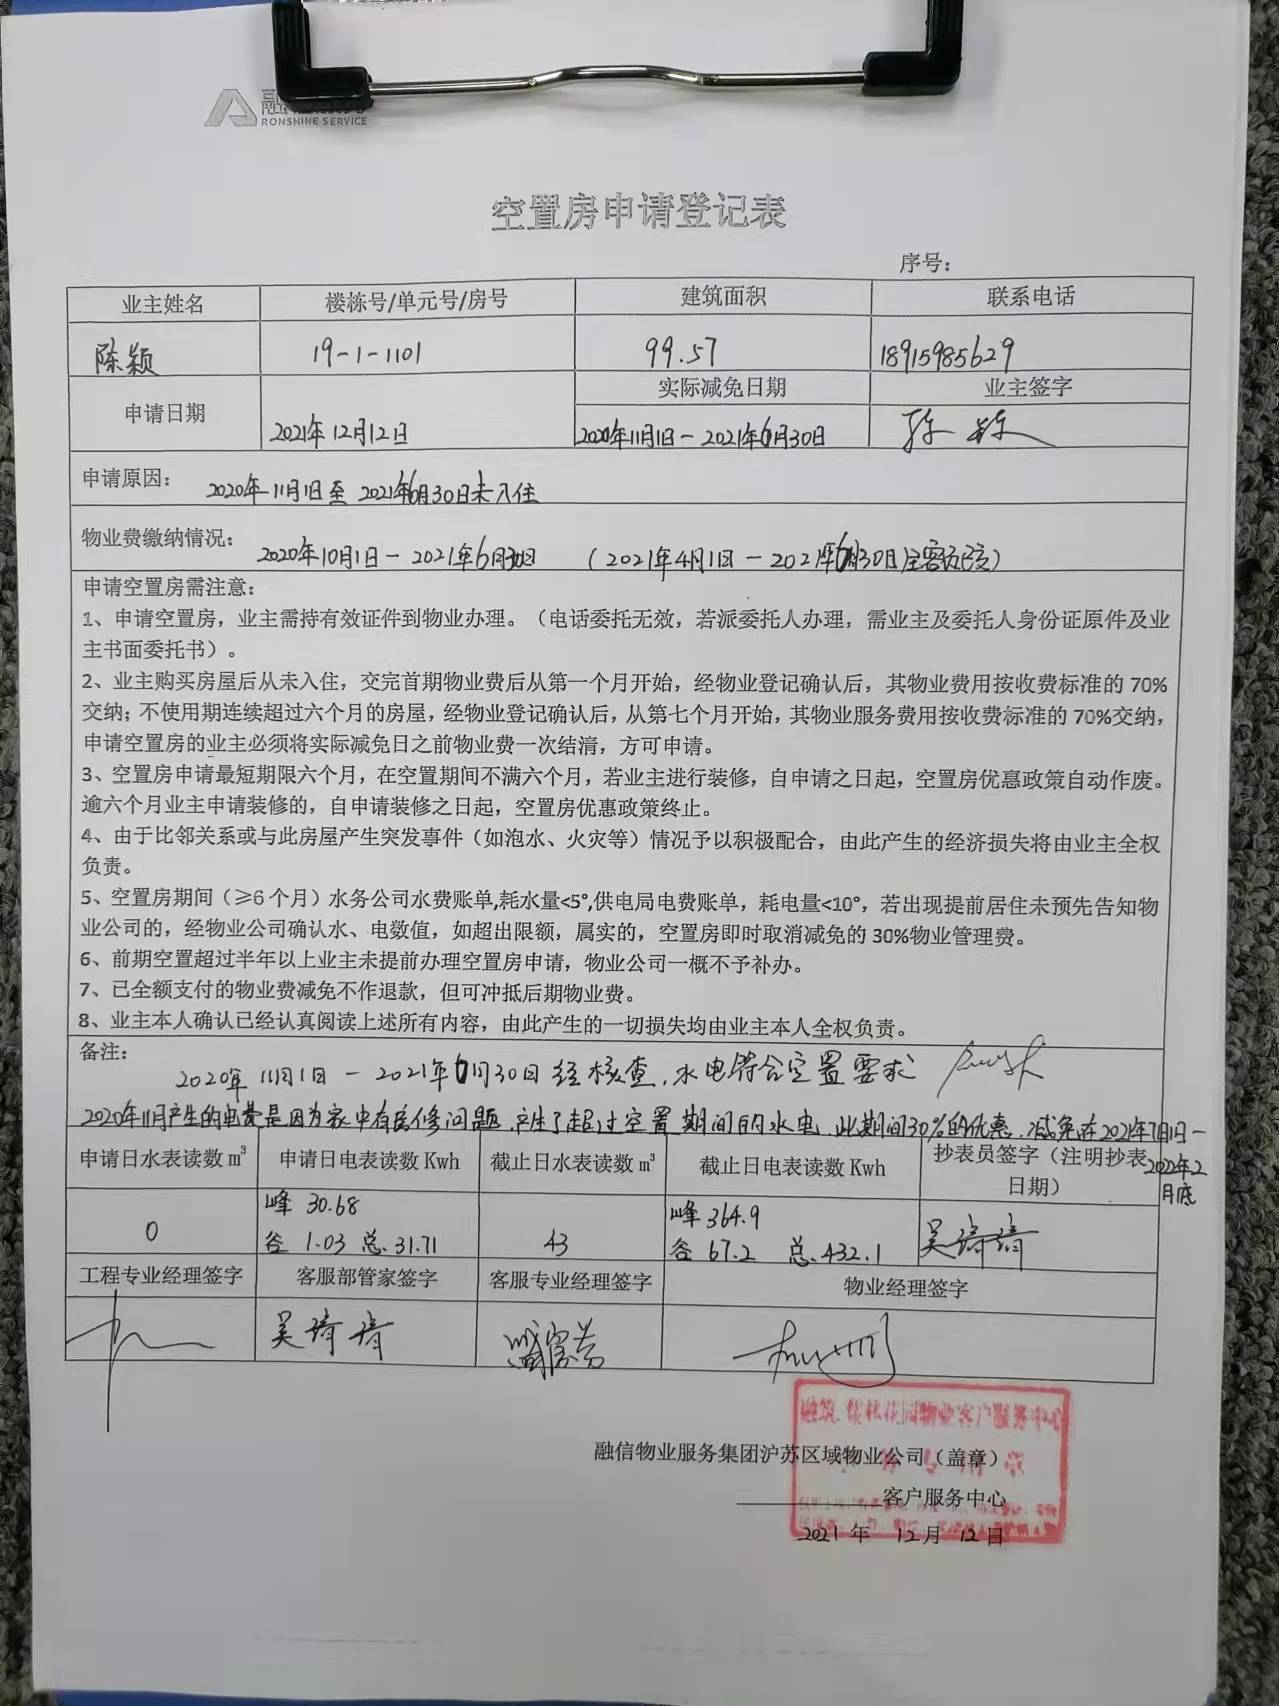 RONSHINE SERVICE
空置房申请登记表
序号：
业主姓名 楼栋号/单元号/房号 建筑面积 联系电话
陈颖 19-1-1101 99.57 18915985629
实际减免日期 业主签字
申请日期 2021年12月12日 2020年11月1日-2021年6月30日 陈颖
申请原因： 2020年11月1日至2021年6月30日未入住
物业费缴纳情况： 2020年10月1日-2021年6月30日 （2021年4月1日-2021年6月30日全额已交）
申请空置房需注意：
1、申请空置房，业主需持有效证件到物业办理。（电话委托无效，若派委托人办理，需业主及委托人身份证原件及业
主书面委托书）。
2、业主购买房屋后从未入住，交完首期物业费后从第一个月开始，经物业登记确认后，其物业费用按收费标准的 70%
交纳；不使用期连续超过六个月的房屋，经物业登记确认后，从第七个月开始，其物业服务费用按收费标准的 70%交纳，
申请空置房的业主必须将实际减免日之前物业费一次结清，方可申请。
3、空置房申请最短期限六个月，在空置期间不满六个月，若业主进行装修，自申请之日起，空置房优惠政策自动作废。
逾六个月业主申请装修的，自申请装修之日起，空置房优惠政策终止。
4、由于比邻关系或与此房屋产生突发事件（如泡水、火灾等）情况予以积极配合，由此产生的经济损失将由业主全权
负责。
5、空置房期间（≥6 个月）水务公司水费账单,耗水量<5°,供电局电费账单，耗电量<10°，若出现提前居住未预先告知物
业公司的，经物业公司确认水、电数值，如超出限额，属实的，空置房即时取消减免的 30%物业管理费。
6、前期空置超过半年以上业主未提前办理空置房申请，物业公司一概不予补办。
7、已全额支付的物业费减免不作退款，但可冲抵后期物业费。
8、业主本人确认已经认真阅读上述所有内容，由此产生的一切损失均由业主本人全权负责。
备注：
2020年11月1日-2021年6月30日经核查，水电符合空置要求
2020年11月产生的电费是因为家中有房修问题，产生了超过空置期间的水电，此期间30%的优惠，减免在2021年7月1日-
2022年2月底
申请日水表读数 m³ 申请日电表读数 Kwh 截止日水表读数 m³ 截止日电表读数 Kwh 抄表员签字（注明抄表日期）
0 峰 30.68 43 峰 364.9 吴琦琦
谷 1.03 总.31.71 谷 67.2 总.432.1
工程专业经理签字 客服部管家签字 客服专业经理签字 物业经理签字
吴琦琦
融信物业服务集团沪苏区域物业公司（盖章）
客户服务中心
2021年 12月 12日